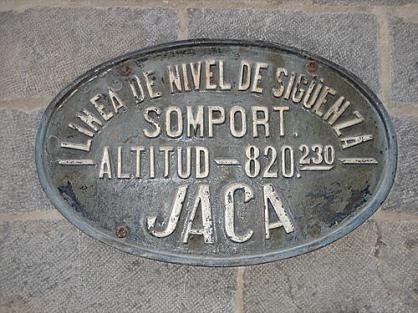 LINEA DE NIVEL DE SIGÜENZA
SOMPORT.
ALTITUD - 820.230
JACA